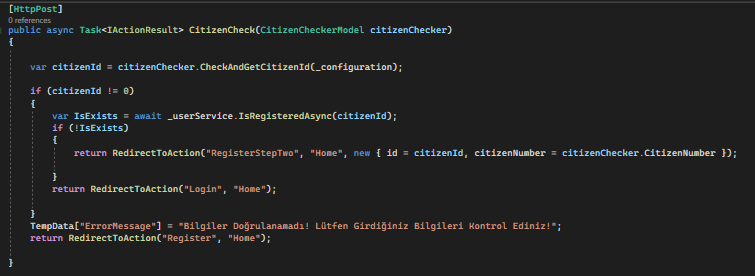 [HttpPost]
0 references
public async Task<IActionResult> CitizenCheck(CitizenCheckerModel citizenChecker)
{
var citizenId = citizenChecker.CheckAndGetCitizenId(_configuration);
if (citizenId != 0)
{
var IsExists = await _userService.IsRegisteredAsync(citizenId);
if (!IsExists)
{
return RedirectToAction("RegisterStepTwo", "Home", new { id = citizenId, citizenNumber = citizenChecker.CitizenNumber });
}
return RedirectToAction("Login", "Home");
}
TempData["ErrorMessage"] = "Bilgiler Doğrulanamadı! Lütfen Girdiğiniz Bilgileri Kontrol Ediniz!";
return RedirectToAction("Register", "Home");
}